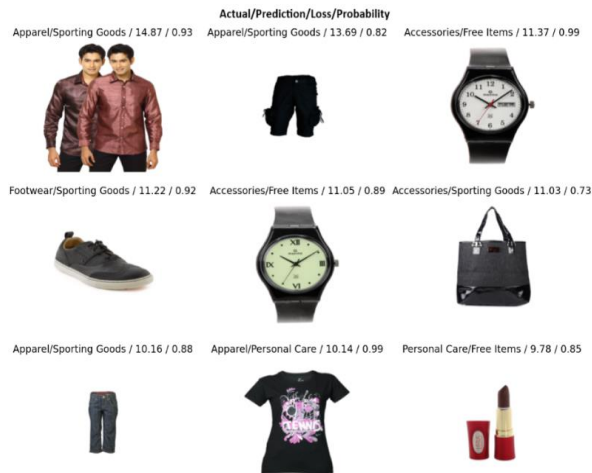 Actual/Prediction/Loss/Probability
Apparel/Sporting Goods / 14.87 / 0.93
Apparel/Sporting Goods / 13.69 / 0.82
Accessories/Free Items / 11.37 / 0.99
Footwear/Sporting Goods / 11.22 / 0.92
Accessories/Free Items / 11.05 / 0.89
Accessories/Sporting Goods / 11.03 / 0.73
Apparel/Sporting Goods / 10.16 / 0.88
Apparel/Personal Care / 10.14 / 0.99
Personal Care/Free Items / 9.78 / 0.85
TENNIS